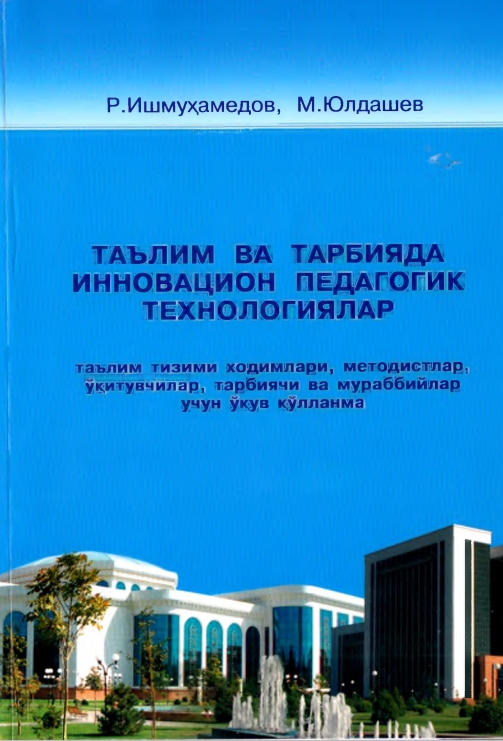 Р.Ишмуҳамедов, М.Юлдашев
ТАЪЛИМ ВА ТАРБИЯДА
ИННОВАЦИОН ПЕДАГОГИК
ТЕХНОЛОГИЯЛАР
таълим тизими ходимлари, методистлар,
ўқитувчилар, тарбиячи ва мураббийлар
учун ўқув қўлланма